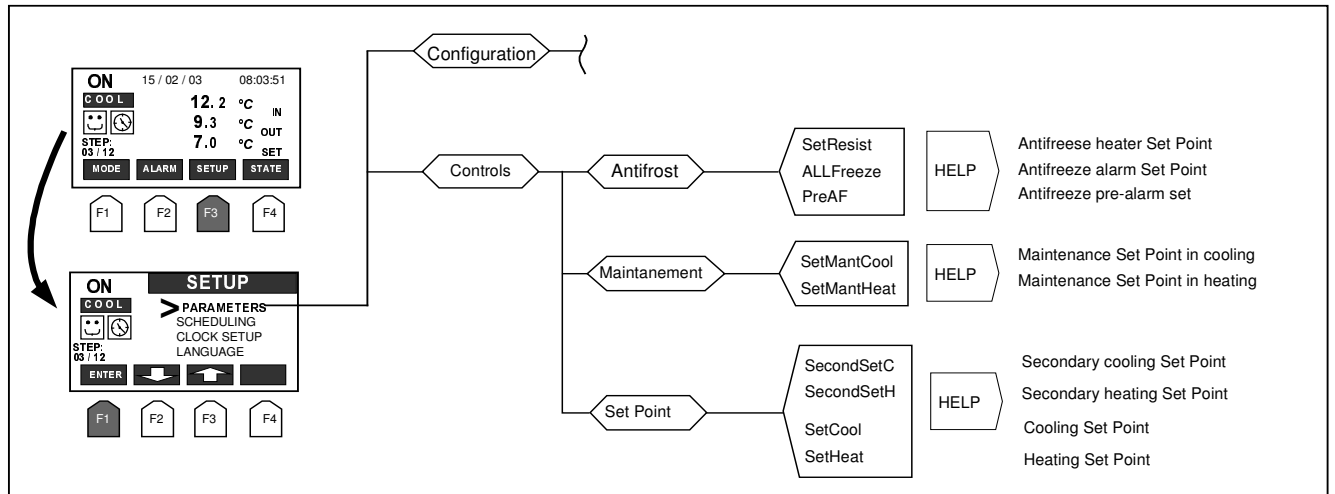 Configuration
ON 15 / 02 / 03 08:03:51
COOL 12.2 °C IN
9.3 °C OUT
STEP: 7.0 °C SET
03 / 12
MODE ALARM SETUP STATE
F1 F2 F3 F4
ON SETUP
COOL > PARAMETERS
SCHEDULING
CLOCK SETUP
STEP: LANGUAGE
03 / 12
ENTER
F1 F2 F3 F4
Controls
Antifrost
SetResist
ALLFreeze
PreAF
HELP
Antifreese heater Set Point
Antifreeze alarm Set Point
Antifreeze pre-alarm set
Maintanement
SetMantCool
SetMantHeat
HELP
Maintenance Set Point in cooling
Maintenance Set Point in heating
Set Point
SecondSetC
SecondSetH
SetCool
SetHeat
HELP
Secondary cooling Set Point
Secondary heating Set Point
Cooling Set Point
Heating Set Point